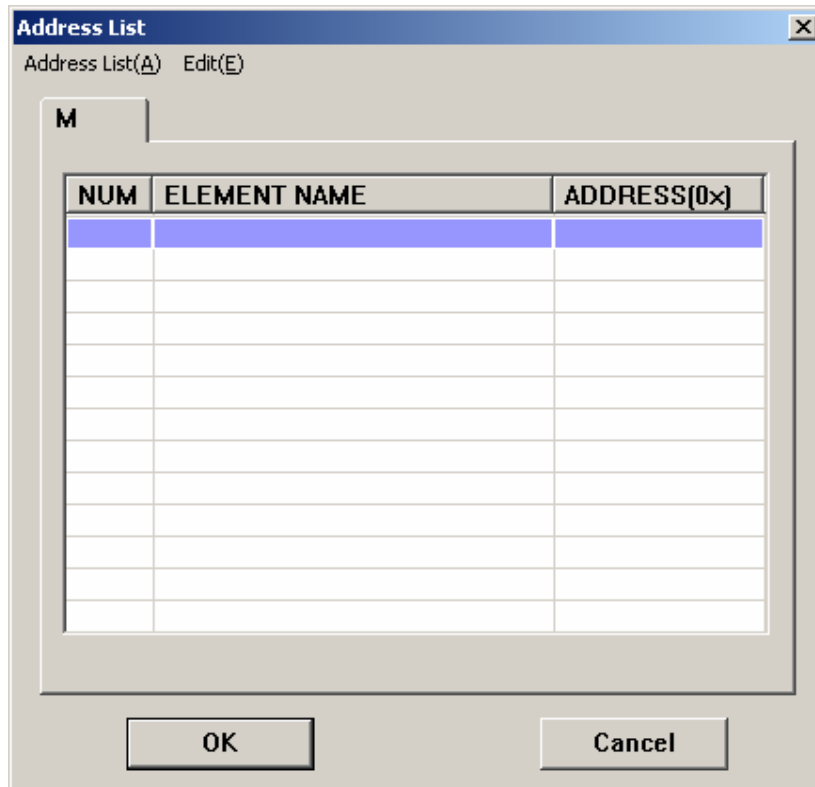 Address List
Address List(A) Edit(E)
M
NUM ELEMENT NAME ADDRESS(0x)
OK Cancel